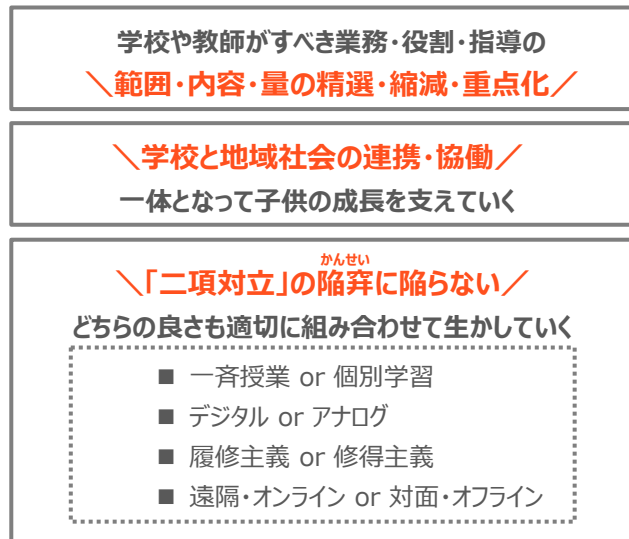 学校や教師がすべき業務・役割・指導の
＼範囲・内容・量の精選・縮減・重点化／
＼学校と地域社会の連携・協働／
一体となって子供の成長を支えていく
かんせい
＼「二項対立」の陥穽に陥らない／
どちらの良さも適切に組み合わせて生かしていく
■ 一斉授業 or 個別学習
■ デジタル or アナログ
■ 履修主義 or 修得主義
■ 遠隔・オンライン or 対面・オフライン